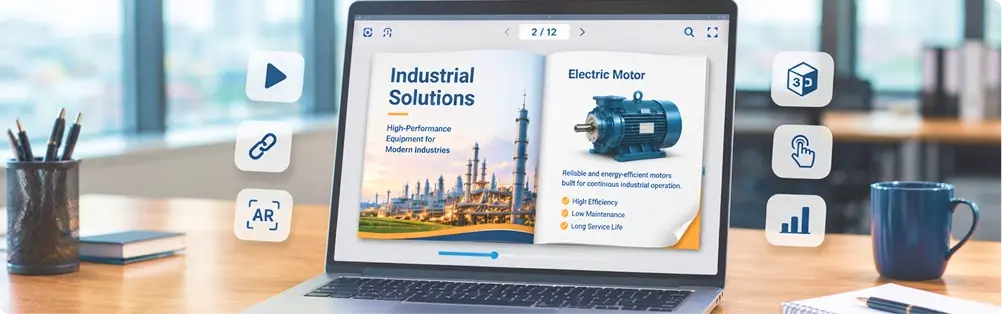 2 / 12
Industrial
Solutions
High-Performance
Equipment for
Modern Industries
Electric Motor
Reliable and energy-efficient motors
built for continuous industrial operation.
High Efficiency
Low Maintenance
Long Service Life
AR
3D